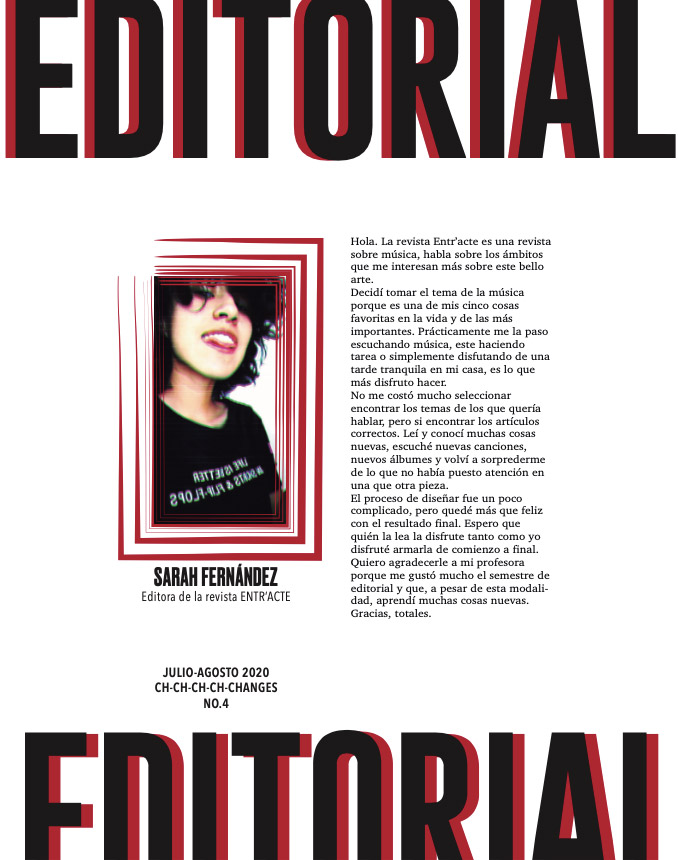 EDITORIAL
Hola. La revista Entr'acte es una revista
sobre música, habla sobre los ámbitos
que me interesan más sobre este bello
arte.
Decidí tomar el tema de la música
porque es una de mis cinco cosas
favoritas en la vida y de las más
importantes. Prácticamente me la paso
escuchando música, este haciendo
tarea o simplemente disfutando de una
tarde tranquila en mi casa, es lo que
más disfruto hacer.
No me costó mucho seleccionar
encontrar los temas de los que quería
hablar, pero si encontrar los artículos
correctos. Leí y conocí muchas cosas
nuevas, escuché nuevas canciones,
nuevos álbumes y volví a sorprederme
de lo que no había puesto atención en
una que otra pieza.
El proceso de diseñar fue un poco
complicado, pero quedé más que feliz
con el resultado final. Espero que
quién la lea la disfrute tanto como yo
disfruté armarla de comienzo a final.
Quiero agradecerle a mi profesora
porque me gustó mucho el semestre de
editorial y que, a pesar de esta modali-
dad, aprendí muchas cosas nuevas.
Gracias, totales.
LIFE IS BETTER
IN SKATS & FLIP-FLOPS
SARAH FERNÁNDEZ
Editora de la revista ENTR'ACTE
JULIO-AGOSTO 2020
CH-CH-CH-CH-CHANGES
NO.4
EDITORIAL